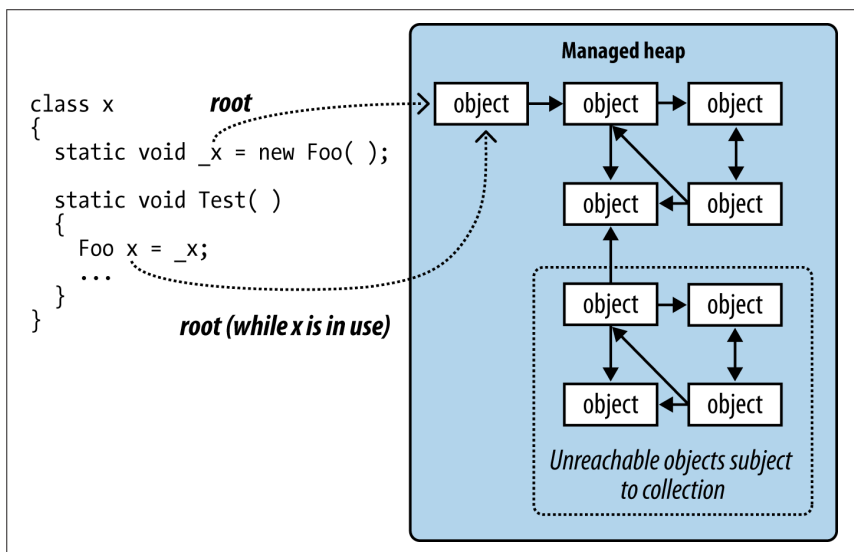 class x
{
  static void _x = new Foo( );

  static void Test( )
  {
    Foo x = _x;
    ...
  }
}
root
root (while x is in use)
Managed heap
object object object
object object
object object
object object
Unreachable objects subject
to collection